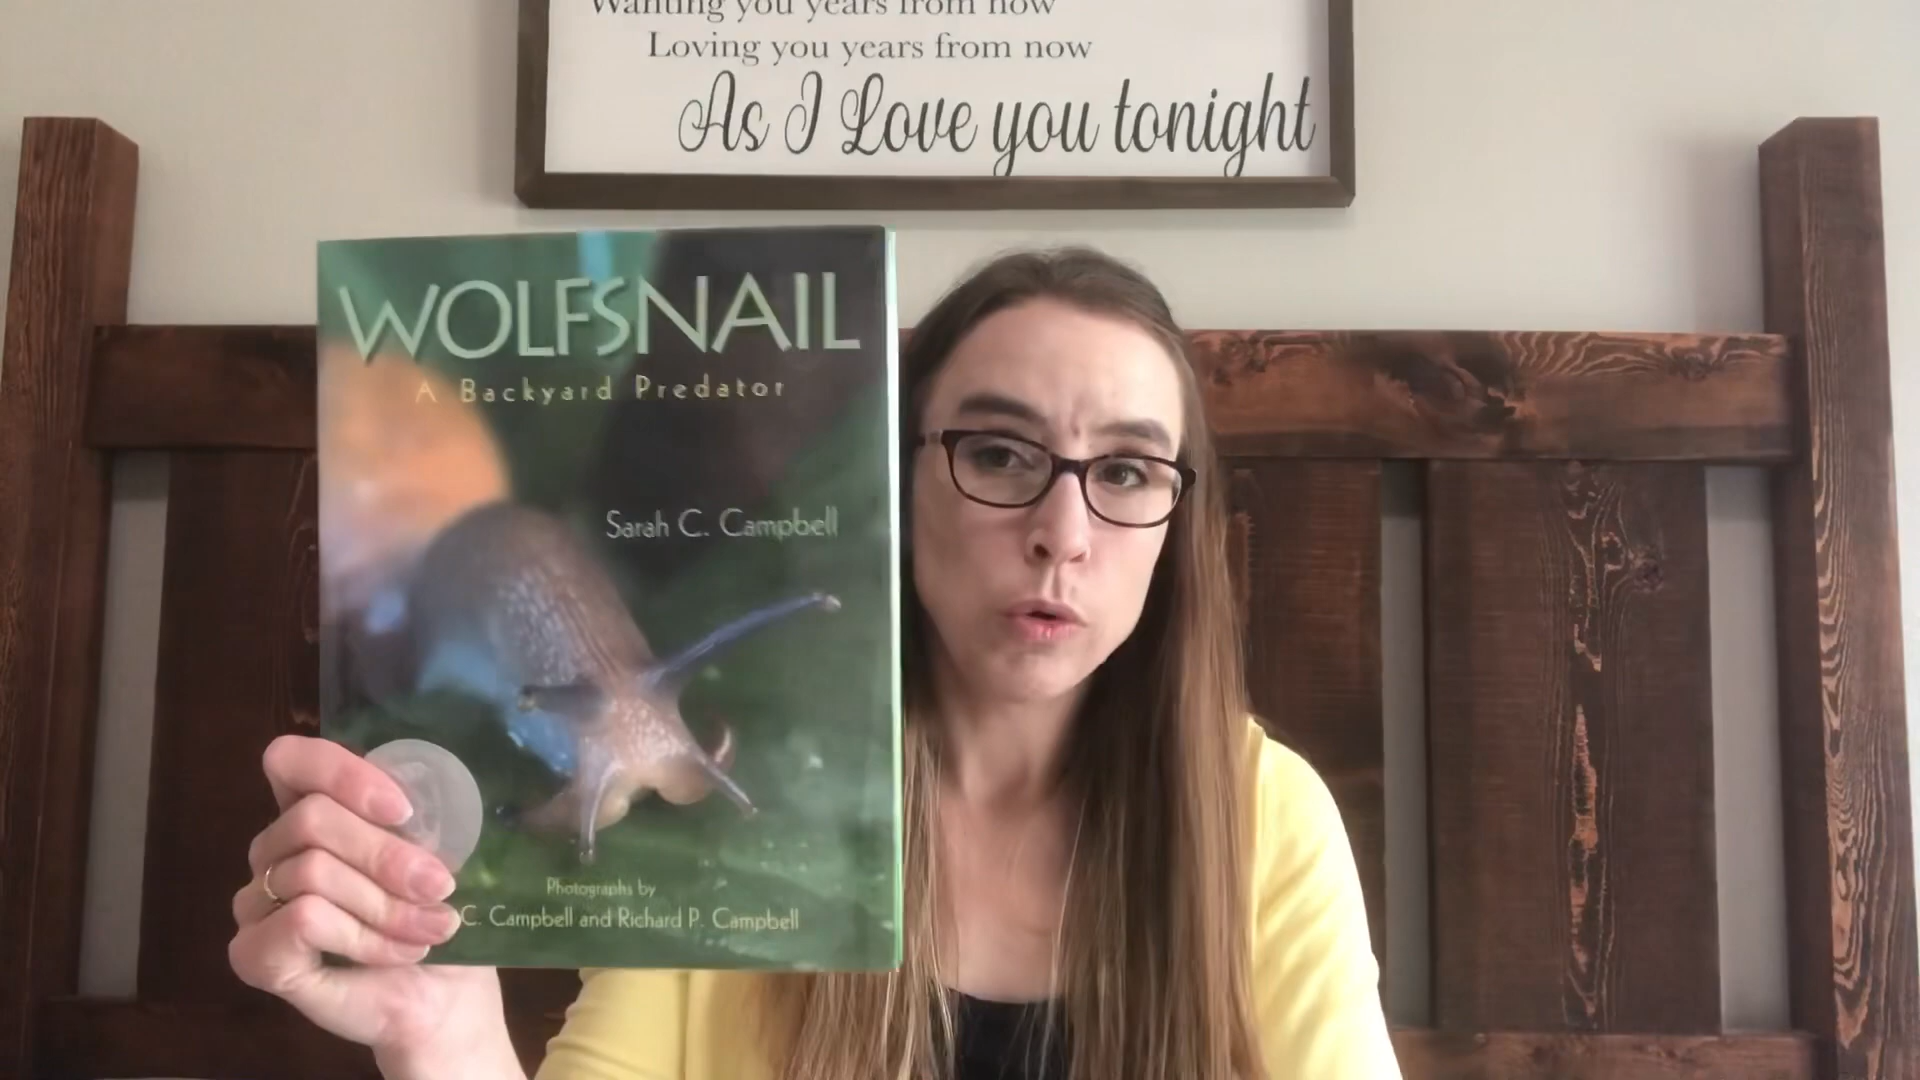 Wanting you years from now
Loving you years from now
As I Love you tonight
WOLFSNAIL
A Backyard Predator
Sarah C. Campbell
Photographs by
C. Campbell and Richard P. Campbell